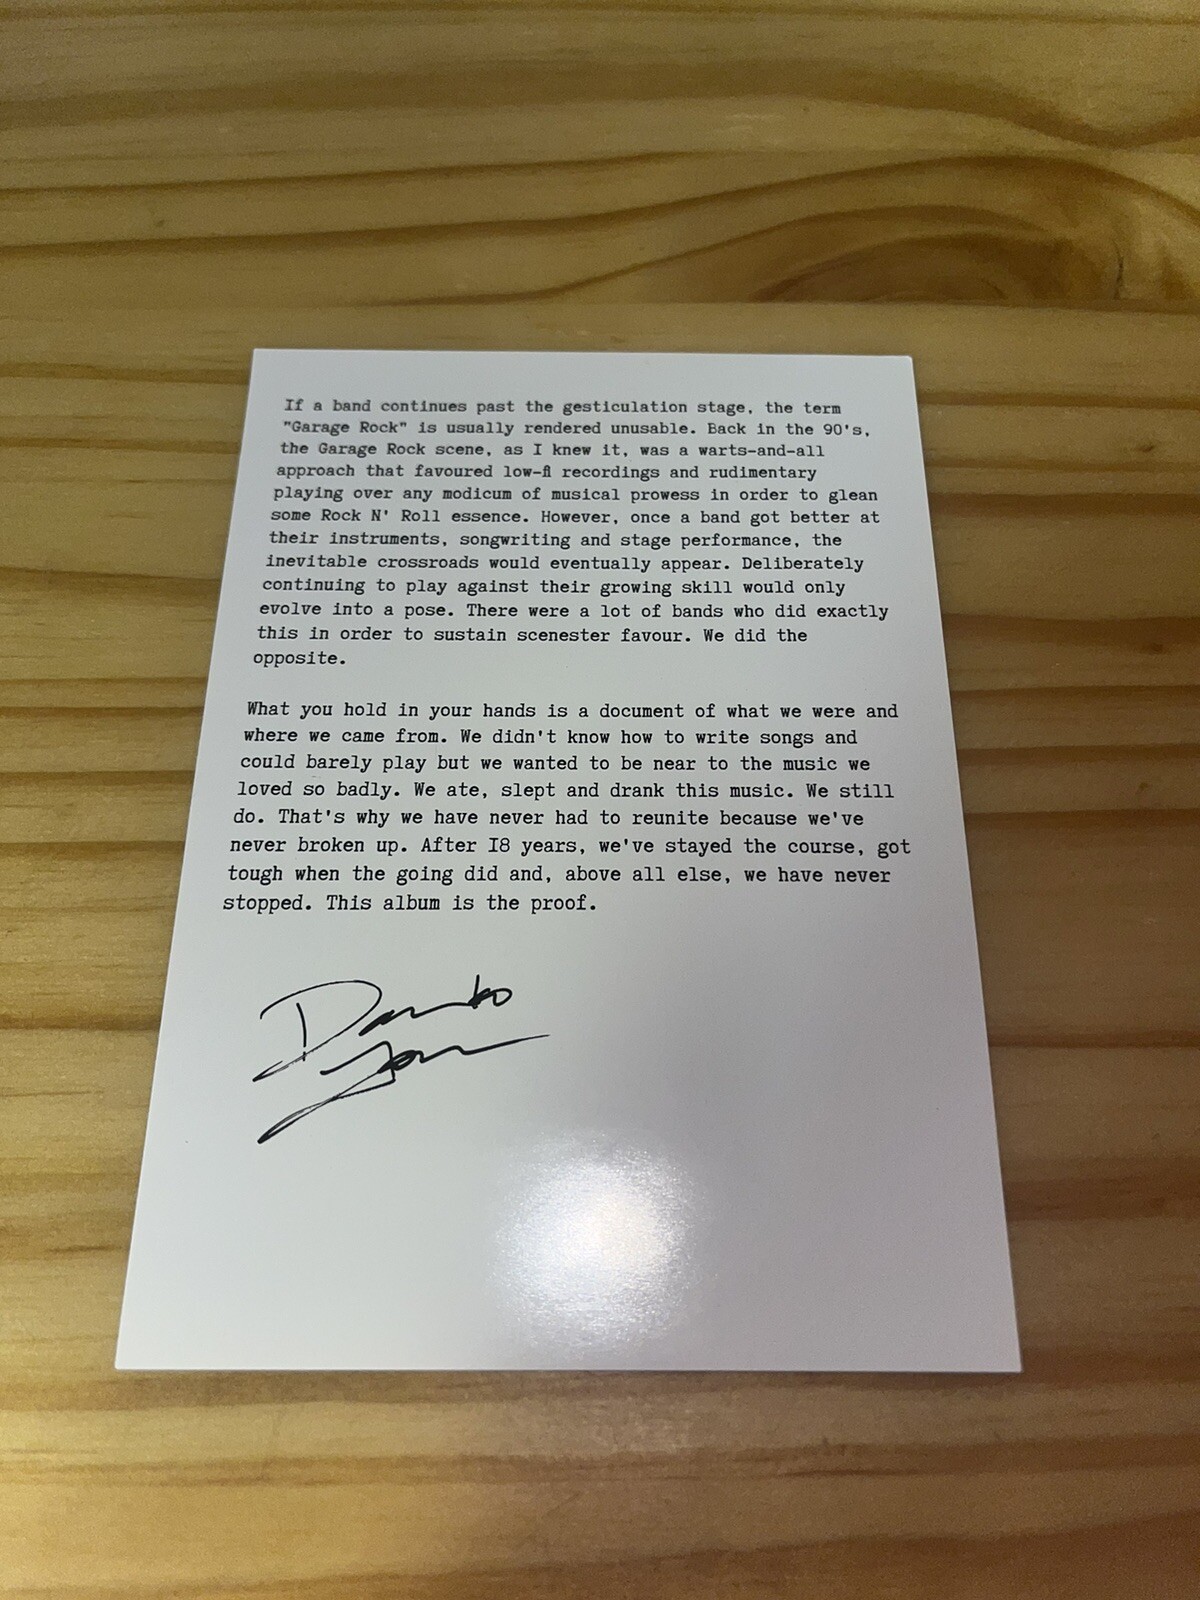 If a band continues past the gesticulation stage, the term
"Garage Rock" is usually rendered unusable. Back in the 90's,
the Garage Rock scene, as I knew it, was a warts-and-all
approach that favoured low-fi recordings and rudimentary
playing over any modicum of musical prowess in order to glean
some Rock N' Roll essence. However, once a band got better at
their instruments, songwriting and stage performance, the
inevitable crossroads would eventually appear. Deliberately
continuing to play against their growing skill would only
evolve into a pose. There were a lot of bands who did exactly
this in order to sustain scenester favour. We did the
opposite.
What you hold in your hands is a document of what we were and
where we came from. We didn't know how to write songs and
could barely play but we wanted to be near to the music we
loved so badly. We ate, slept and drank this music. We still
do. That's why we have never had to reunite because we've
never broken up. After I8 years, we've stayed the course, got
tough when the going did and, above all else, we have never
stopped. This album is the proof.
Danko
Jones